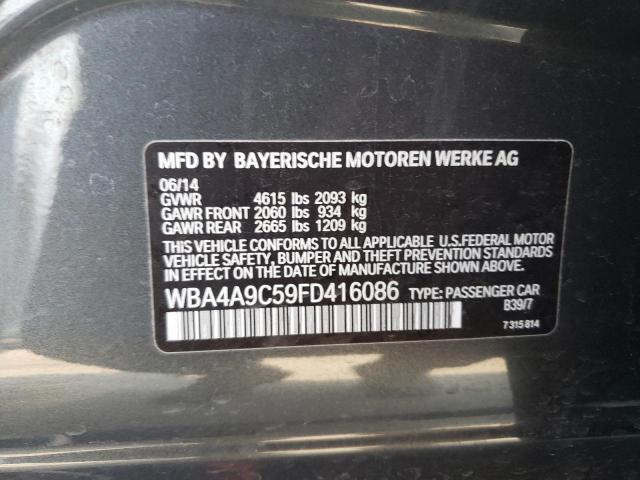 MFD BY BAYERISCHE MOTOREN WERKE AG
06/14
GVWR 4615 lbs 2093 kg
GAWR FRONT 2060 lbs 934 kg
GAWR REAR 2665 lbs 1209 kg
THIS VEHICLE CONFORMS TO ALL APPLICABLE U.S.FEDERAL MOTOR
VEHICLE SAFETY, BUMPER AND THEFT PREVENTION STANDARDS
IN EFFECT ON THE DATE OF MANUFACTURE SHOWN ABOVE.
WBA4A9C59FD416086 TYPE: PASSENGER CAR
B39/7
7 315 814